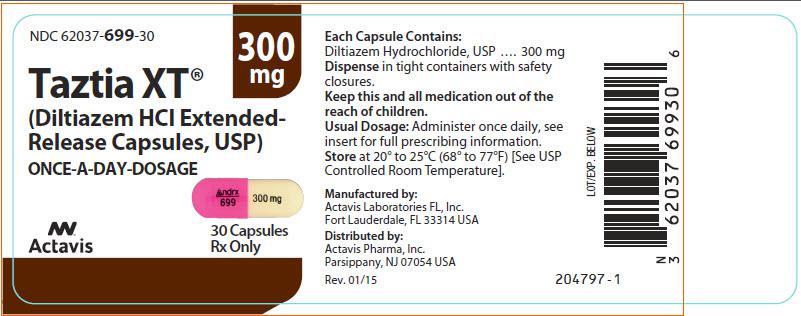 NDC 62037-699-30
300
mg
Taztia XT®
(Diltiazem HCl Extended-
Release Capsules, USP)
ONCE-A-DAY-DOSAGE
Andrx
699
300 mg
Actavis
30 Capsules
Rx Only
Each Capsule Contains:
Diltiazem Hydrochloride, USP .... 300 mg
Dispense in tight containers with safety
closures.
Keep this and all medication out of the
reach of children.
Usual Dosage: Administer once daily, see
insert for full prescribing information.
Store at 20° to 25°C (68° to 77°F) [See USP
Controlled Room Temperature].
Manufactured by:
Actavis Laboratories FL, Inc.
Fort Lauderdale, FL 33314 USA
Distributed by:
Actavis Pharma, Inc.
Parsippany, NJ 07054 USA
Rev. 01/15
204797-1
LOT/EXP. BELOW
N 3 62037 69930 6